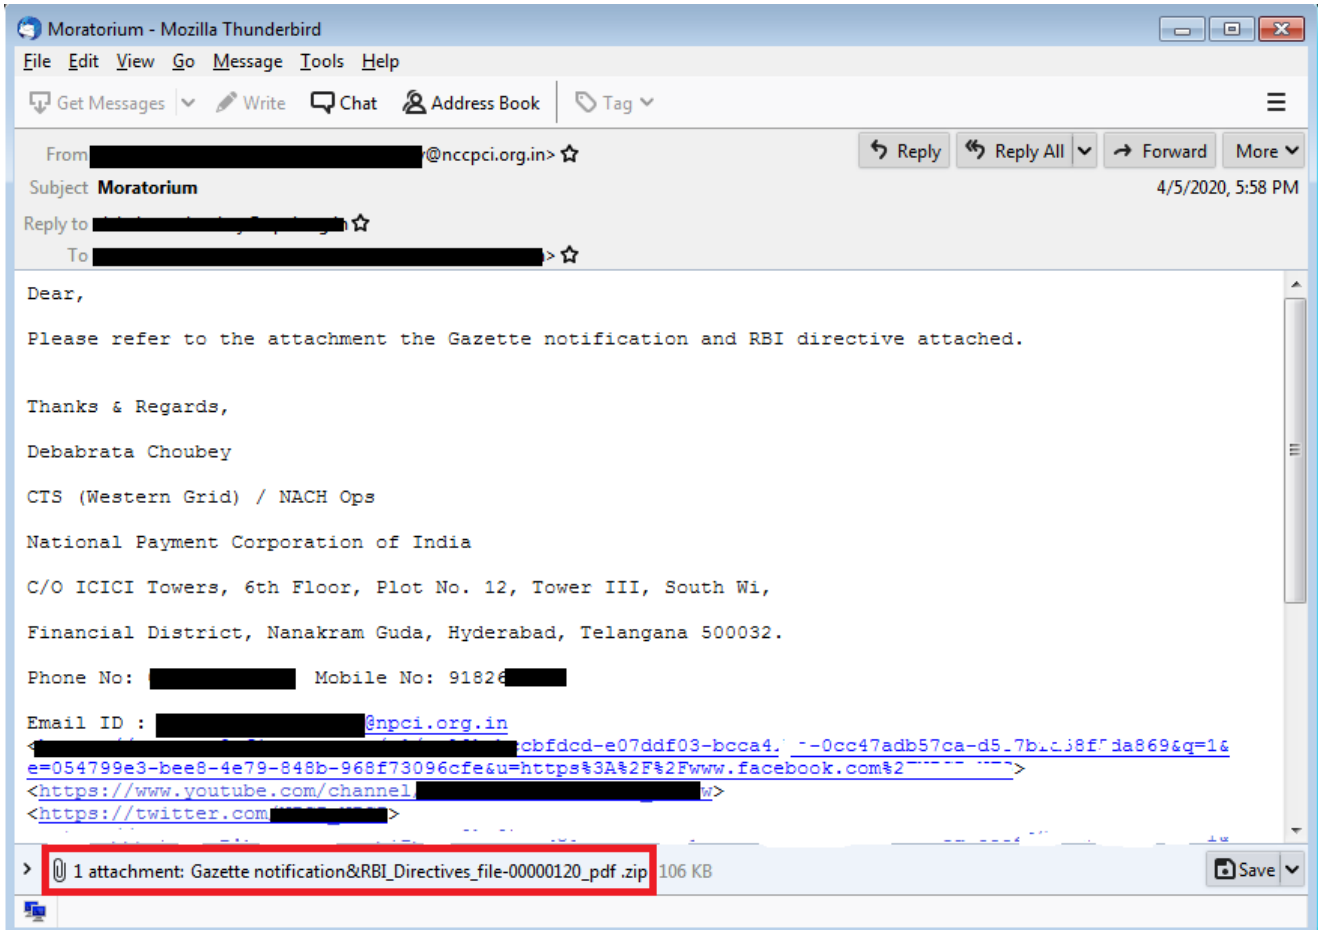 Moratorium - Mozilla Thunderbird
File Edit View Go Message Tools Help
Get Messages Write Chat Address Book Tag
From @nccpci.org.in> Reply Reply All Forward More
Subject Moratorium 4/5/2020, 5:58 PM
Reply to
To >
Dear,
Please refer to the attachment the Gazette notification and RBI directive attached.
Thanks & Regards,
Debabrata Choubey
CTS (Western Grid) / NACH Ops
National Payment Corporation of India
C/O ICICI Towers, 6th Floor, Plot No. 12, Tower III, South Wi,
Financial District, Nanakram Guda, Hyderabad, Telangana 500032.
Phone No: Mobile No: 91826
Email ID : @npci.org.in
<
e=054799e3-bee8-4e79-848b-968f73096cfe&u=https%3A%2F%2Fwww.facebook.com%2 >
<https://www.youtube.com/channel/ w>
<https://twitter.com >
1 attachment: Gazette notification&RBI_Directives_file-00000120_pdf .zip 106 KB Save